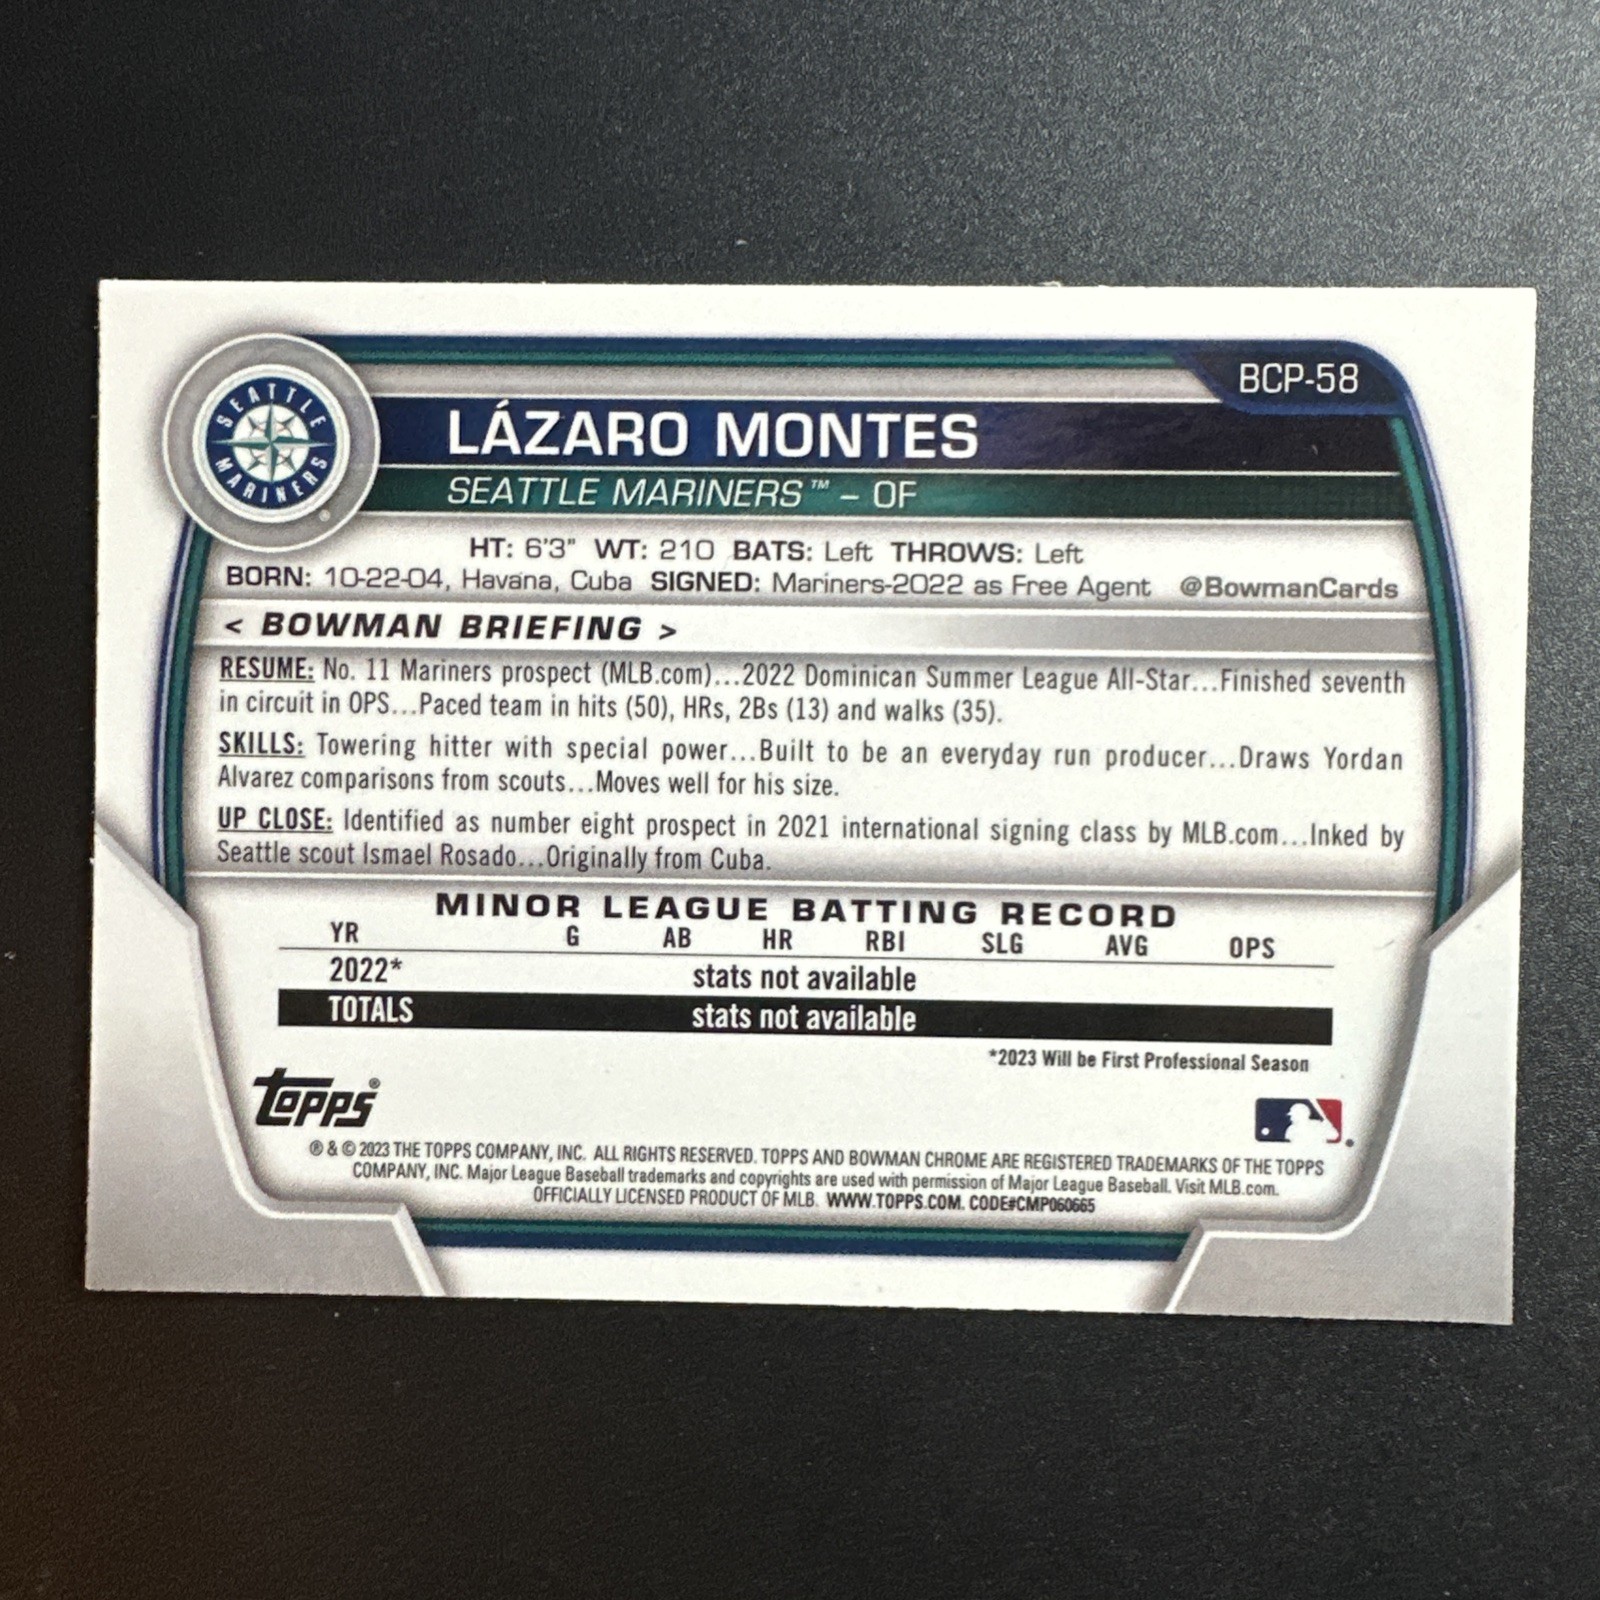 BCP-58
SEATTLE MARINERS ®
LÁZARO MONTES
SEATTLE MARINERS™ – OF
HT: 6'3" WT: 210 BATS: Left THROWS: Left
BORN: 10-22-04, Havana, Cuba SIGNED: Mariners-2022 as Free Agent @BowmanCards
< BOWMAN BRIEFING >
RESUME: No. 11 Mariners prospect (MLB.com)...2022 Dominican Summer League All-Star...Finished seventh
in circuit in OPS...Paced team in hits (50), HRs, 2Bs (13) and walks (35).
SKILLS: Towering hitter with special power...Built to be an everyday run producer...Draws Yordan
Alvarez comparisons from scouts...Moves well for his size.
UP CLOSE: Identified as number eight prospect in 2021 international signing class by MLB.com...Inked by
Seattle scout Ismael Rosado...Originally from Cuba.
MINOR LEAGUE BATTING RECORD
YR G AB HR RBI SLG AVG OPS
2022* stats not available
TOTALS stats not available
*2023 Will be First Professional Season
Topps®
® & © 2023 THE TOPPS COMPANY, INC. ALL RIGHTS RESERVED. TOPPS AND BOWMAN CHROME ARE REGISTERED TRADEMARKS OF THE TOPPS
COMPANY, INC. Major League Baseball trademarks and copyrights are used with permission of Major League Baseball. Visit MLB.com.
OFFICIALLY LICENSED PRODUCT OF MLB. WWW.TOPPS.COM. CODE#CMP060665